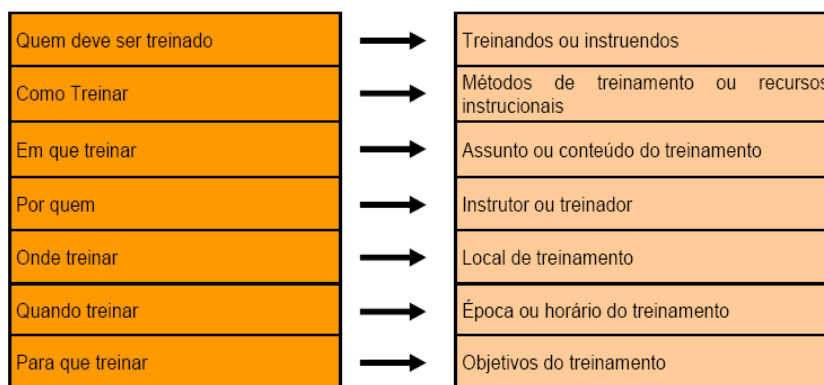 Quem deve ser treinado
Treinandos ou instruendos
Como Treinar
Métodos de treinamento ou recursos
instrucionais
Em que treinar
Assunto ou conteúdo do treinamento
Por quem
Instrutor ou treinador
Onde treinar
Local de treinamento
Quando treinar
Época ou horário do treinamento
Para que treinar
Objetivos do treinamento